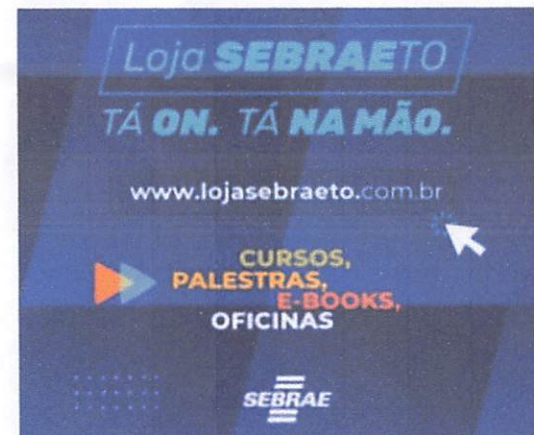 Loja SEBRAETO
TÁ ON. TÁ NA MÃO.
www.lojasebraeto.com.br
CURSOS,
PALESTRAS,
E-BOOKS,
OFICINAS
SEBRAE